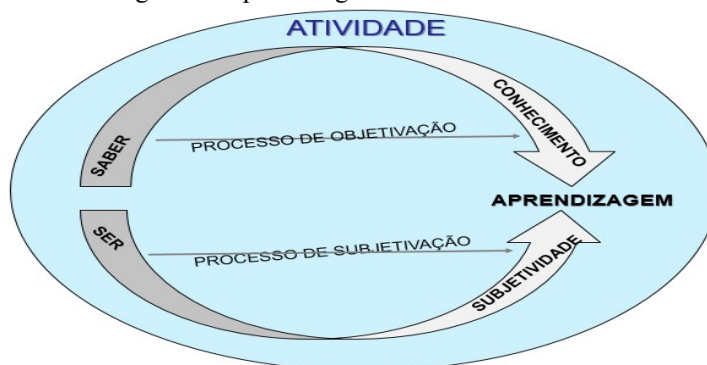 ATIVIDADE
SABER
PROCESSO DE OBJETIVAÇÃO
CONHECIMENTO
APRENDIZAGEM
SER
PROCESSO DE SUBJETIVAÇÃO
SUBJETIVIDADE